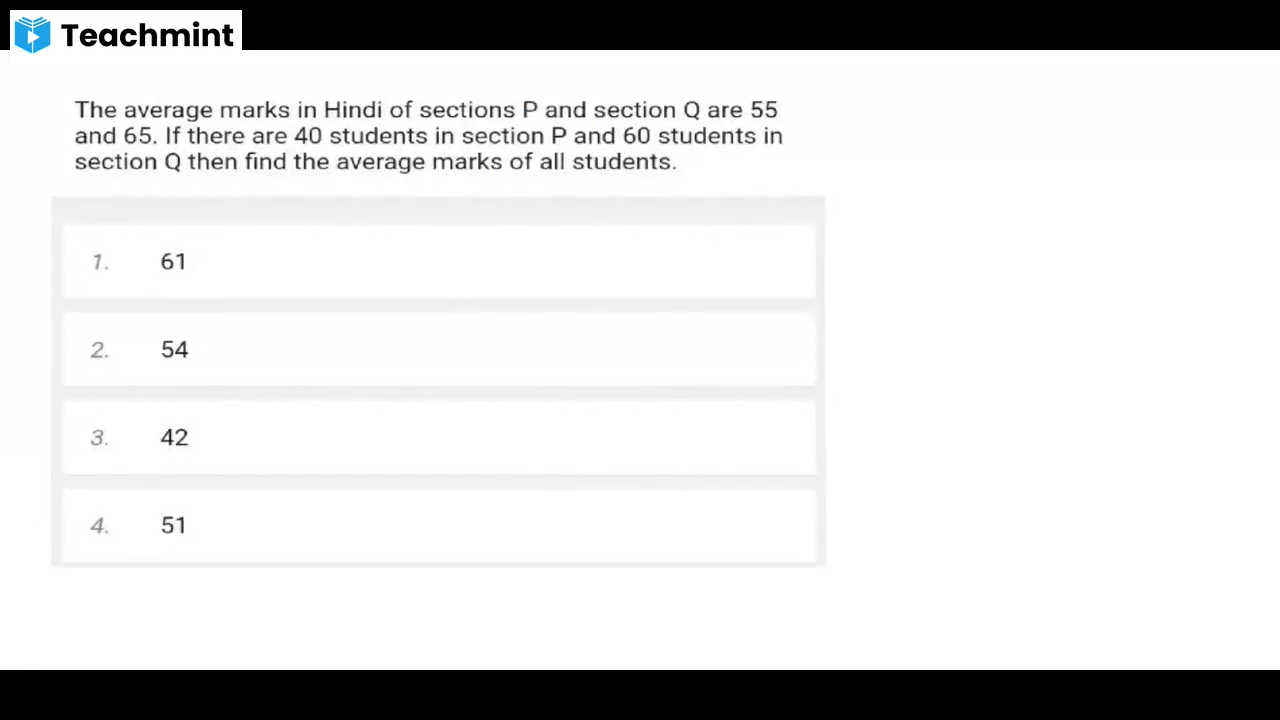 Teachmint
The average marks in Hindi of sections P and section Q are 55
and 65. If there are 40 students in section P and 60 students in
section Q then find the average marks of all students.
1. 61
2. 54
3. 42
4. 51